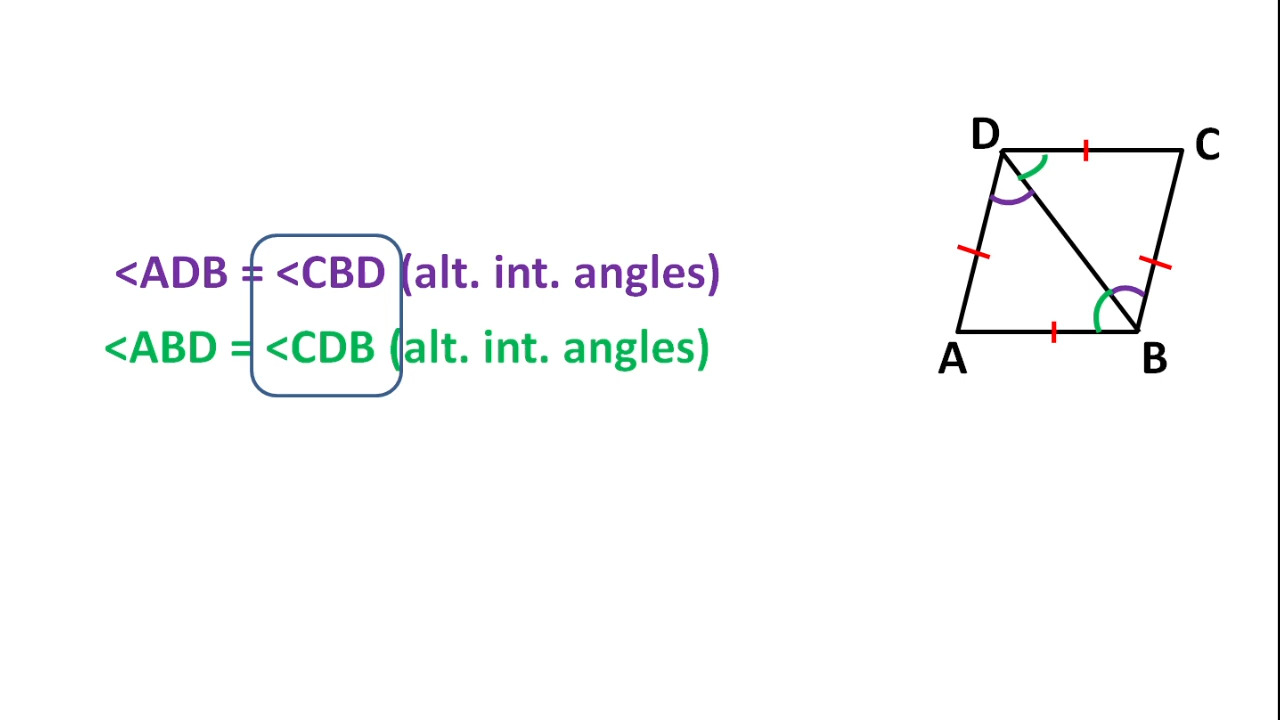 D
C
<ADB = <CBD (alt. int. angles)
<ABD = <CDB (alt. int. angles)
A
B